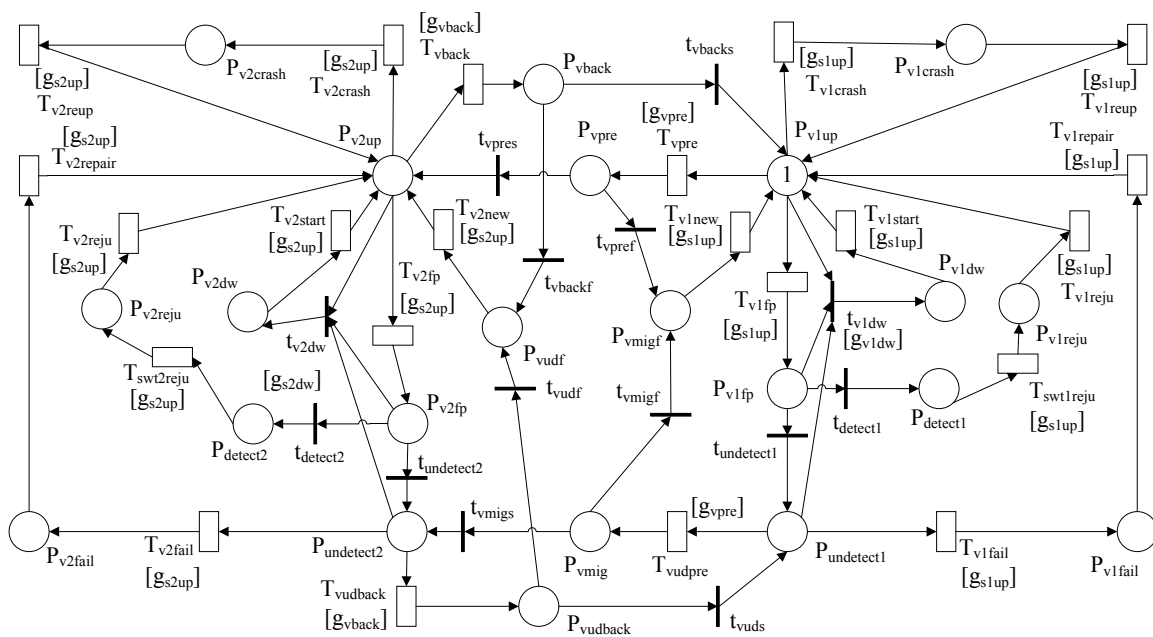 [gvback]
Tvback
Pvback
tvbacks
[gs1up]
Tv1crash
Pv1crash
[gs1up]
Tv1reup
[gs2up]
Tv2reup
Pv2crash
[gs2up]
Tv2crash
[gs2up]
Tv2repair
Pv2up
tvpres
Pvpre
[gvpre]
Tvpre
Pv1up
1
Tv1repair
[gs1up]
Tv2reju
[gs2up]
Tv2start
[gs2up]
Tv2new
[gs2up]
tvpref
Tv1new
[gs1up]
Tv1start
[gs1up]
[gs1up]
Tv1reju
Pv2dw
Pv2reju
tv2dw
Tv2fp
[gs2up]
tvbackf
Pvudf
Pvmigf
Tv1fp
[gs1up]
Pv1dw
tv1dw
[gv1dw]
Pv1reju
Tswt2reju
[gs2up]
[gs2dw]
Pv2fp
tvudf
tvmigf
Pv1fp
tdetect1
Pdetect1
Tswt1reju
[gs1up]
Pdetect2
tdetect2
tundetect2
tundetect1
Pv2fail
Tv2fail
[gs2up]
Pundetect2
tvmigs
Pvmig
[gvpre]
Tvudpre
Pundetect1
Tv1fail
[gs1up]
Pv1fail
Tvudback
[gvback]
Pvudback
tvuds